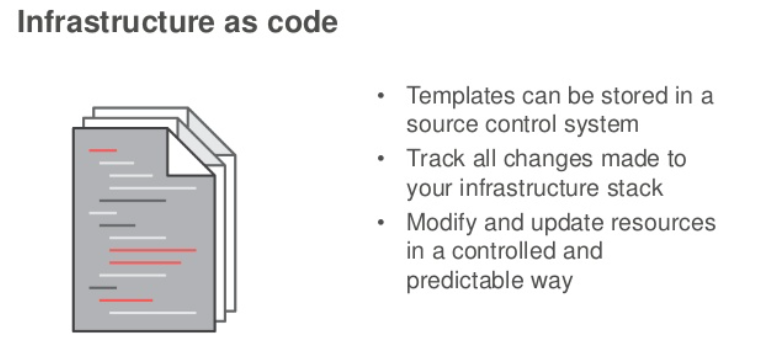 Infrastructure as code
• Templates can be stored in a
source control system
• Track all changes made to
your infrastructure stack
• Modify and update resources
in a controlled and
predictable way